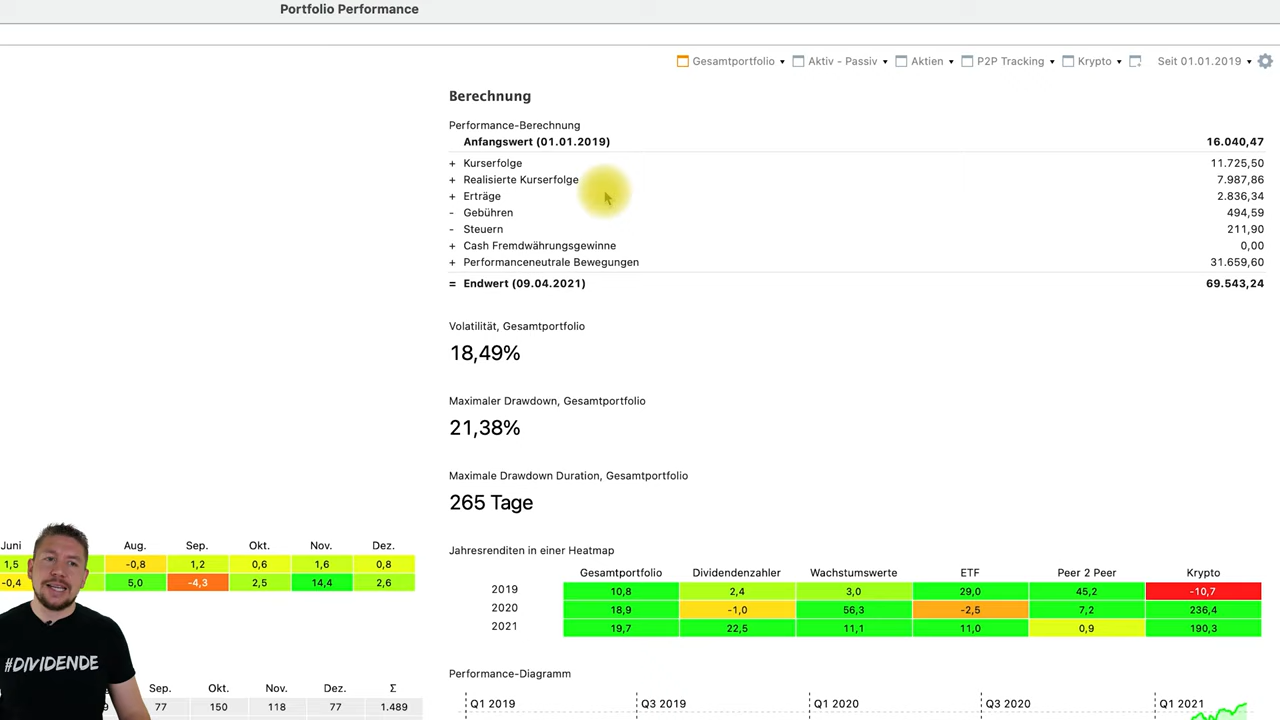 Portfolio Performance
Gesamtportfolio Aktiv - Passiv Aktien P2P Tracking Krypto Seit 01.01.2019
Berechnung
Performance-Berechnung
Anfangswert (01.01.2019) 16.040,47
+ Kurserfolge 11.725,50
+ Realisierte Kurserfolge 7.987,86
+ Erträge 2.836,34
- Gebühren 494,59
- Steuern 211,90
+ Cash Fremdwährungsgewinne 0,00
+ Performanceneutrale Bewegungen 31.659,60
= Endwert (09.04.2021) 69.543,24
Volatilität, Gesamtportfolio
18,49%
Maximaler Drawdown, Gesamtportfolio
21,38%
Maximale Drawdown Duration, Gesamtportfolio
265 Tage
Jahresrenditen in einer Heatmap
Gesamtportfolio Dividendenzahler Wachstumswerte ETF Peer 2 Peer Krypto
2019 10,8 2,4 3,0 29,0 45,2 -10,7
2020 18,9 -1,0 56,3 -2,5 7,2 236,4
2021 19,7 22,5 11,1 11,0 0,9 190,3
Performance-Diagramm
Q1 2019 Q3 2019 Q1 2020 Q3 2020 Q1 2021
Juni Aug. Sep. Okt. Nov. Dez.
1,5 -0,8 1,2 0,6 1,6 0,8
-0,4 5,0 -4,3 2,5 14,4 2,6
#DIVIDENDE
Sep. Okt. Nov. Dez. Σ
77 150 118 77 1.489